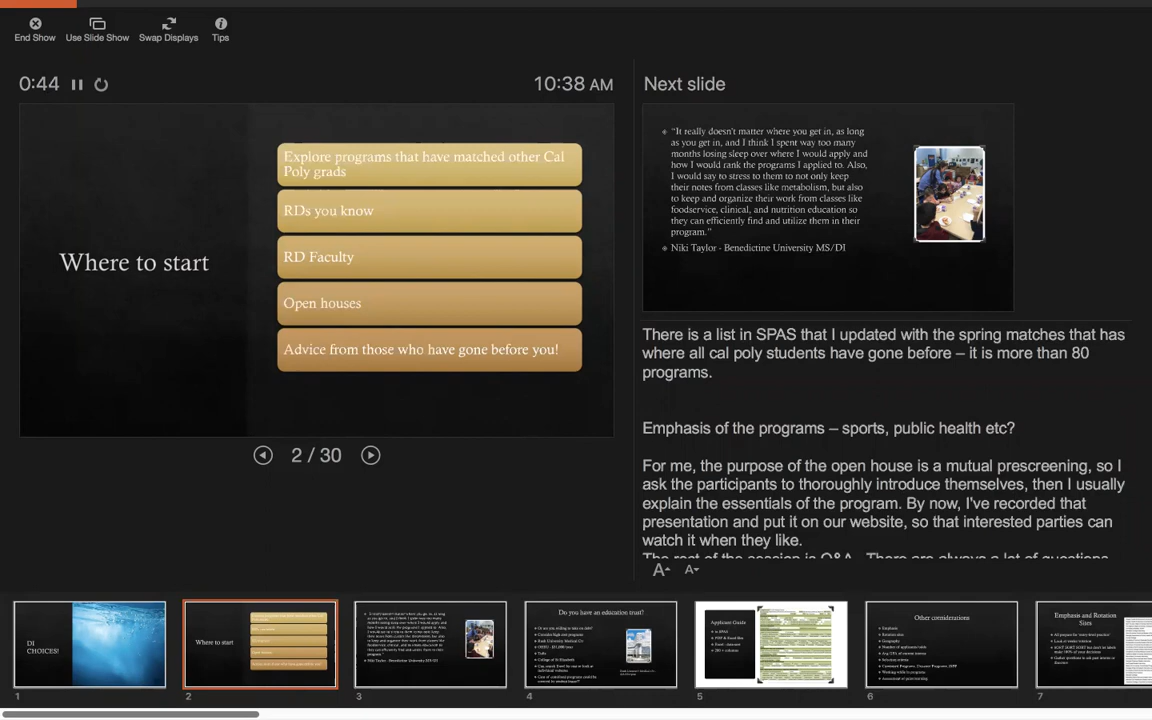 End Show
Use Slide Show
Swap Displays
Tips
0:44
10:38 AM
Where to start
Explore programs that have matched other Cal
Poly grads
RDs you know
RD Faculty
Open houses
Advice from those who have gone before you!
2 / 30
Next slide
“It really doesn't matter where you get in, as long
as you get in, and I think I spent way too many
months losing sleep over where I would apply and
how I would rank the programs I applied to. Also,
I would say to stress to them to not only keep
their notes from classes like metabolism, but also
to keep and organize their work from classes like
foodservice, clinical, and nutrition education so
they can efficiently find and utilize them in their
program.”
Niki Taylor - Benedictine University MS/DI
There is a list in SPAS that I updated with the spring matches that has
where all cal poly students have gone before – it is more than 80
programs.
Emphasis of the programs – sports, public health etc?
For me, the purpose of the open house is a mutual prescreening, so I
ask the participants to thoroughly introduce themselves, then I usually
explain the essentials of the program. By now, I've recorded that
presentation and put it on our website, so that interested parties can
watch it when they like.
The rest of the session is Q&A. There are always a lot of questions
A
A
DI
CHOICES!
1
Where to start
2
3
Do you have an education trust?
4
Applicant Guide
5
Other considerations
6
Emphasis and Rotation
Sites
7